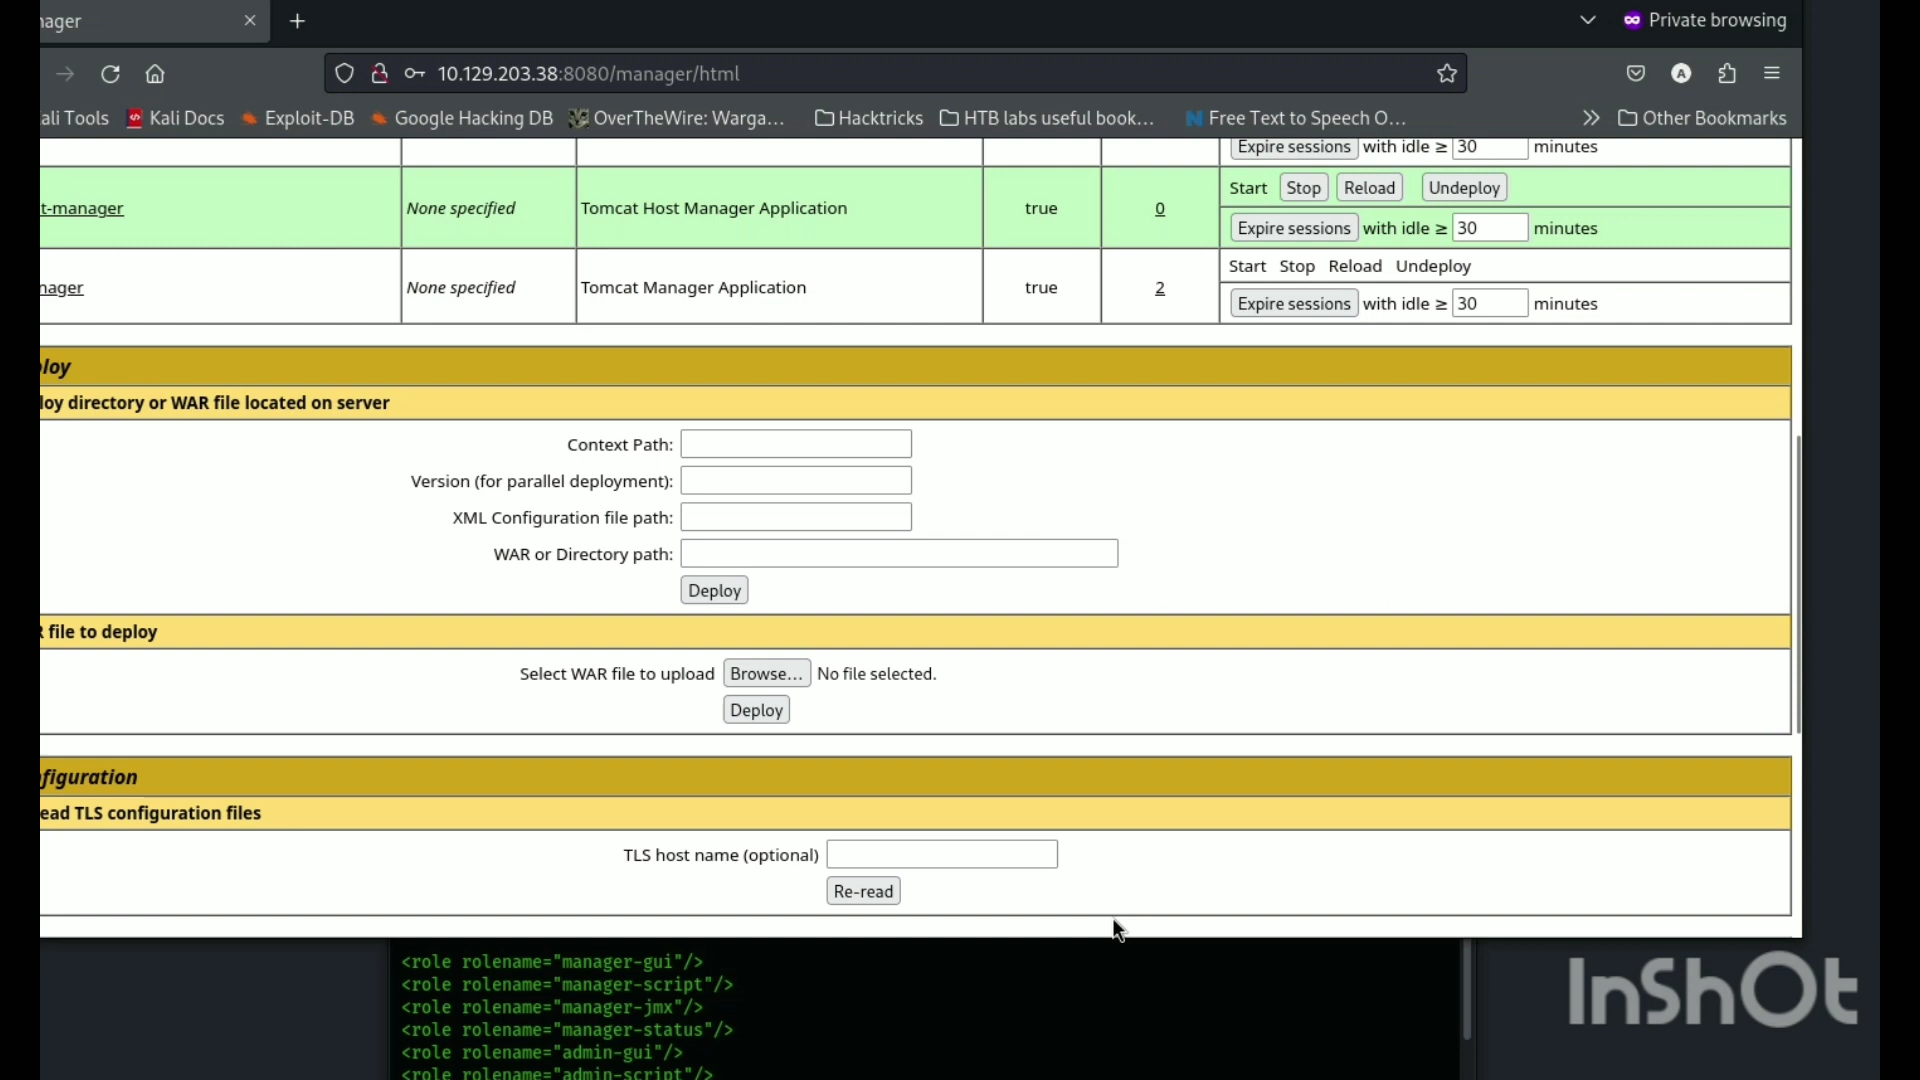 nager
Private browsing
10.129.203.38:8080/manager/html
ali Tools Kali Docs Exploit-DB Google Hacking DB OverTheWire: Warga... Hacktricks HTB labs useful book... Free Text to Speech O... Other Bookmarks
Expire sessions with idle ≥ 30 minutes
t-manager None specified Tomcat Host Manager Application true 0 Start Stop Reload Undeploy
Expire sessions with idle ≥ 30 minutes
nager None specified Tomcat Manager Application true 2 Start Stop Reload Undeploy
Expire sessions with idle ≥ 30 minutes
loy
loy directory or WAR file located on server
Context Path:
Version (for parallel deployment):
XML Configuration file path:
WAR or Directory path:
Deploy
R file to deploy
Select WAR file to upload Browse... No file selected.
Deploy
figuration
ead TLS configuration files
TLS host name (optional)
Re-read
<role rolename="manager-gui"/>
<role rolename="manager-script"/>
<role rolename="manager-jmx"/>
<role rolename="manager-status"/>
<role rolename="admin-gui"/>
<role rolename="admin-script"/>
InShOt